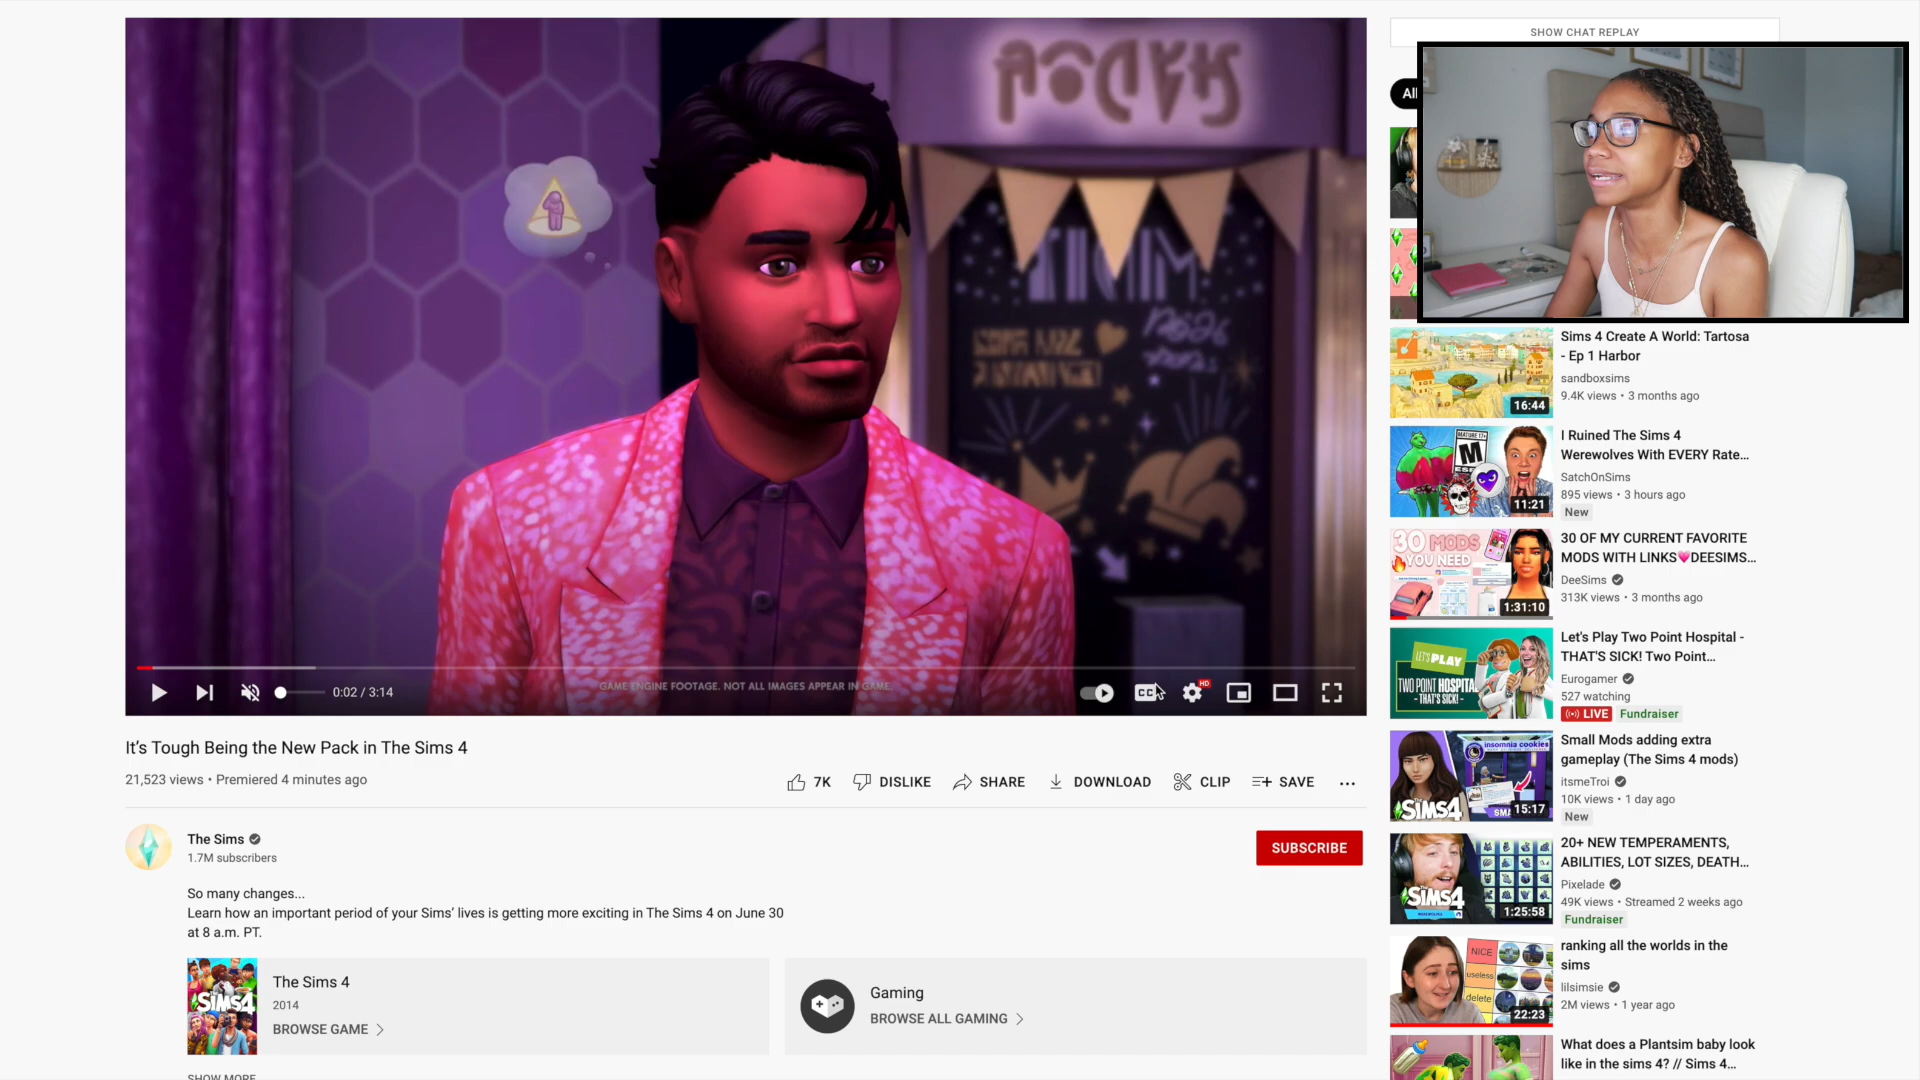 SHOW CHAT REPLAY
All
GAME ENGINE FOOTAGE. NOT ALL IMAGES APPEAR IN GAME.
0:02 / 3:14
CC
HD
It's Tough Being the New Pack in The Sims 4
21,523 views • Premiered 4 minutes ago
7K
DISLIKE
SHARE
DOWNLOAD
CLIP
SAVE
The Sims
1.7M subscribers
SUBSCRIBE
So many changes...
Learn how an important period of your Sims' lives is getting more exciting in The Sims 4 on June 30
at 8 a.m. PT.
SIMS4
The Sims 4
2014
BROWSE GAME
Gaming
BROWSE ALL GAMING
SHOW MORE
16:44
Sims 4 Create A World: Tartosa
- Ep 1 Harbor
sandboxsims
9.4K views • 3 months ago
MATURE 17+
M
11:21
I Ruined The Sims 4
Werewolves With EVERY Rate...
SatchOnSims
895 views • 3 hours ago
New
30 MODS
YOU NEED
1:31:10
30 OF MY CURRENT FAVORITE
MODS WITH LINKS💗DEESIMS...
DeeSims
313K views • 3 months ago
LET'S PLAY
TWO POINT HOSPITAL
- THAT'S SICK! -
Let's Play Two Point Hospital -
THAT'S SICK! Two Point...
Eurogamer
527 watching
LIVE
Fundraiser
insomnia cookies
SIMS4
15:17
Small Mods adding extra
gameplay (The Sims 4 mods)
itsmeTroi
10K views • 1 day ago
New
SIMS4
1:25:58
20+ NEW TEMPERAMENTS,
ABILITIES, LOT SIZES, DEATH...
Pixelade
49K views • Streamed 2 weeks ago
Fundraiser
NICE
useless
delete
22:23
ranking all the worlds in the
sims
lilsimsie
2M views • 1 year ago
What does a Plantsim baby look
like in the sims 4? // Sims 4...